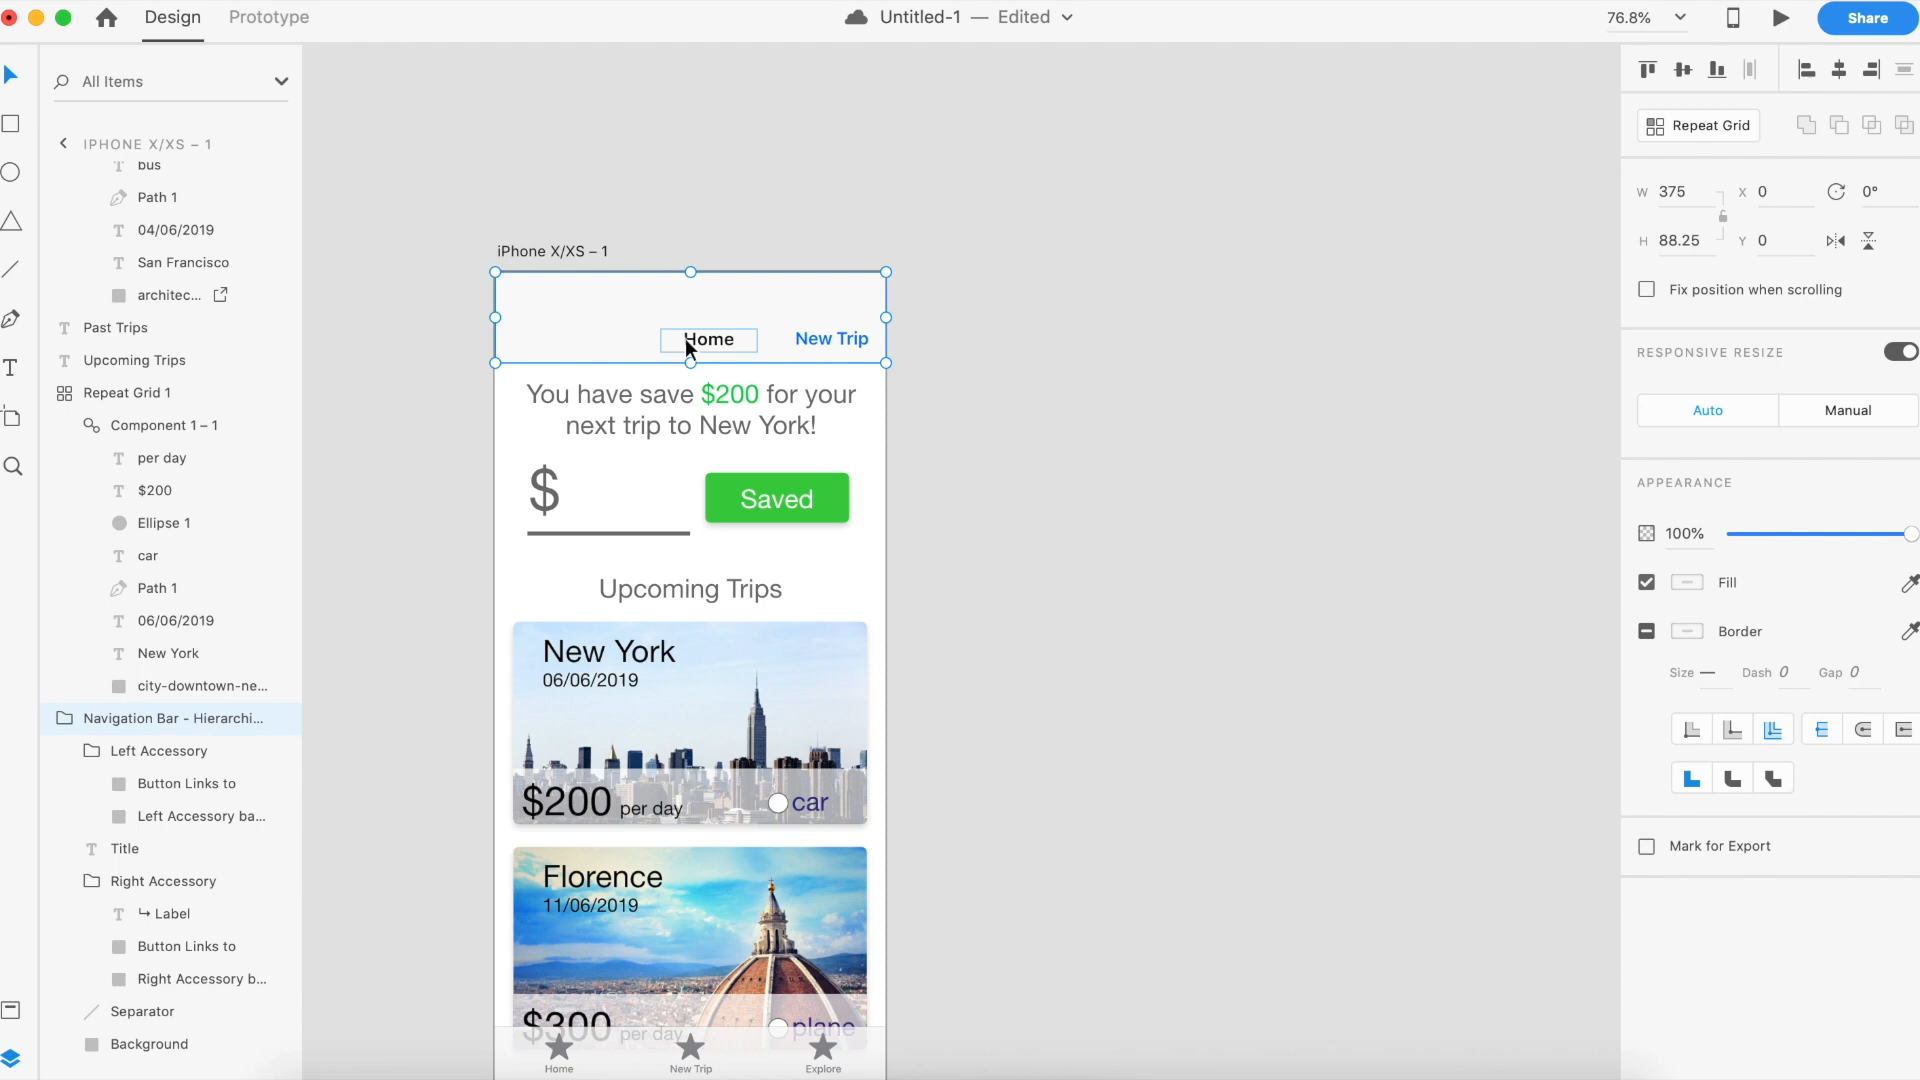 Design
Prototype
Untitled-1 — Edited
76.8%
Share
All Items
IPHONE X/XS – 1
bus
Path 1
04/06/2019
San Francisco
architec...
Past Trips
Upcoming Trips
Repeat Grid 1
Component 1 – 1
per day
$200
Ellipse 1
car
Path 1
06/06/2019
New York
city-downtown-ne...
Navigation Bar - Hierarchi...
Left Accessory
Button Links to
Left Accessory ba...
Title
Right Accessory
↳ Label
Button Links to
Right Accessory b...
Separator
Background
iPhone X/XS – 1
Home
New Trip
You have save $200 for your
next trip to New York!
$
Saved
Upcoming Trips
New York
06/06/2019
$200 per day
car
Florence
11/06/2019
$300 per day
plane
Home
New Trip
Explore
Repeat Grid
W 375
X 0
0°
H 88.25
Y 0
Fix position when scrolling
RESPONSIVE RESIZE
Auto
Manual
APPEARANCE
100%
Fill
Border
Size —
Dash 0
Gap 0
Mark for Export